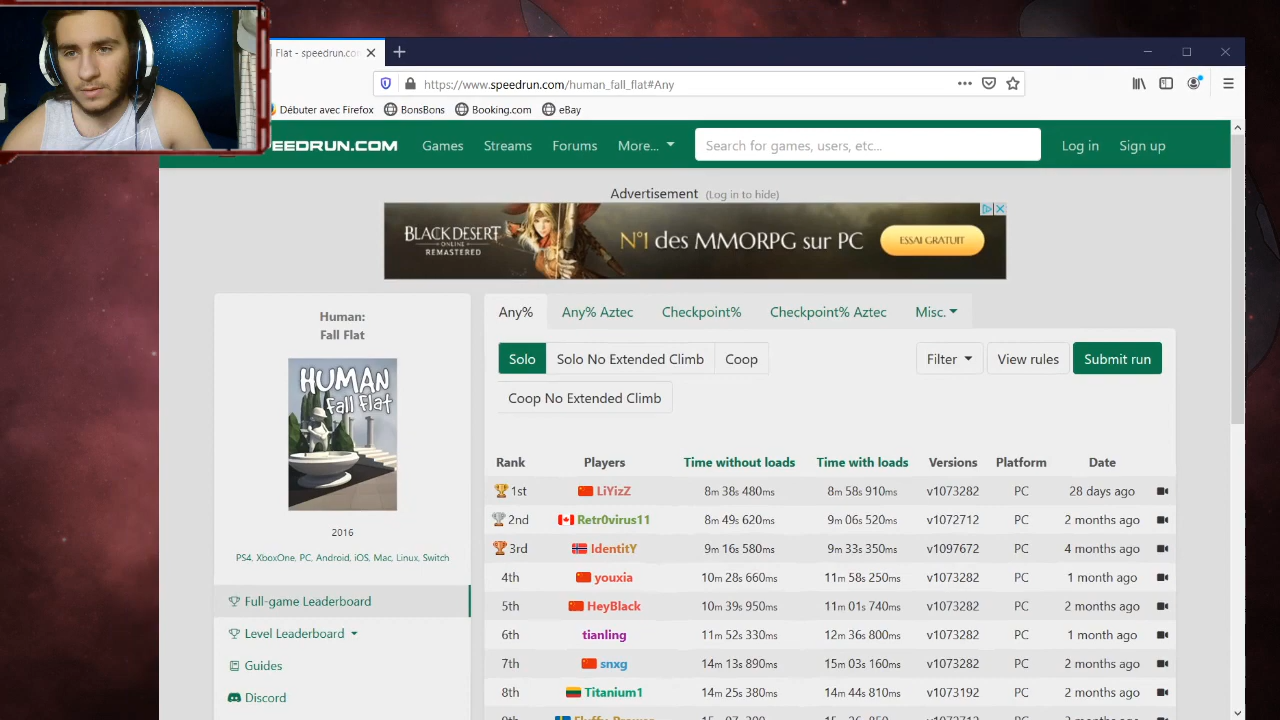 Flat - speedrun.co
https://www.speedrun.com/human_fall_flat#Any
Débuter avec Firefox BonsBons Booking.com eBay
PEEDRUN.COM Games Streams Forums More... Search for games, users, etc... Log in Sign up
Advertisement (Log in to hide)
BLACK DESERT
ONLINE
REMASTERED
N°1 des MMORPG sur PC
ESSAI GRATUIT
Human:
Fall Flat
HUMAN
Fall Flat
2016
PS4, XboxOne, PC, Android, iOS, Mac, Linux, Switch
Full-game Leaderboard
Level Leaderboard
Guides
Discord
Any% Any% Aztec Checkpoint% Checkpoint% Aztec Misc.
Solo Solo No Extended Climb Coop Filter View rules Submit run
Coop No Extended Climb
Rank Players Time without loads Time with loads Versions Platform Date
1st LiYizZ 8m 38s 480ms 8m 58s 910ms v1073282 PC 28 days ago
2nd Retr0virus11 8m 49s 620ms 9m 06s 520ms v1072712 PC 2 months ago
3rd IdentitY 9m 16s 580ms 9m 33s 350ms v1097672 PC 4 months ago
4th youxia 10m 28s 660ms 11m 58s 250ms v1073282 PC 1 month ago
5th HeyBlack 10m 39s 950ms 11m 01s 740ms v1073282 PC 2 months ago
6th tianling 11m 52s 330ms 12m 36s 800ms v1073282 PC 1 month ago
7th snxg 14m 13s 890ms 15m 03s 160ms v1073282 PC 2 months ago
8th Titanium1 14m 25s 380ms 14m 44s 810ms v1073192 PC 2 months ago